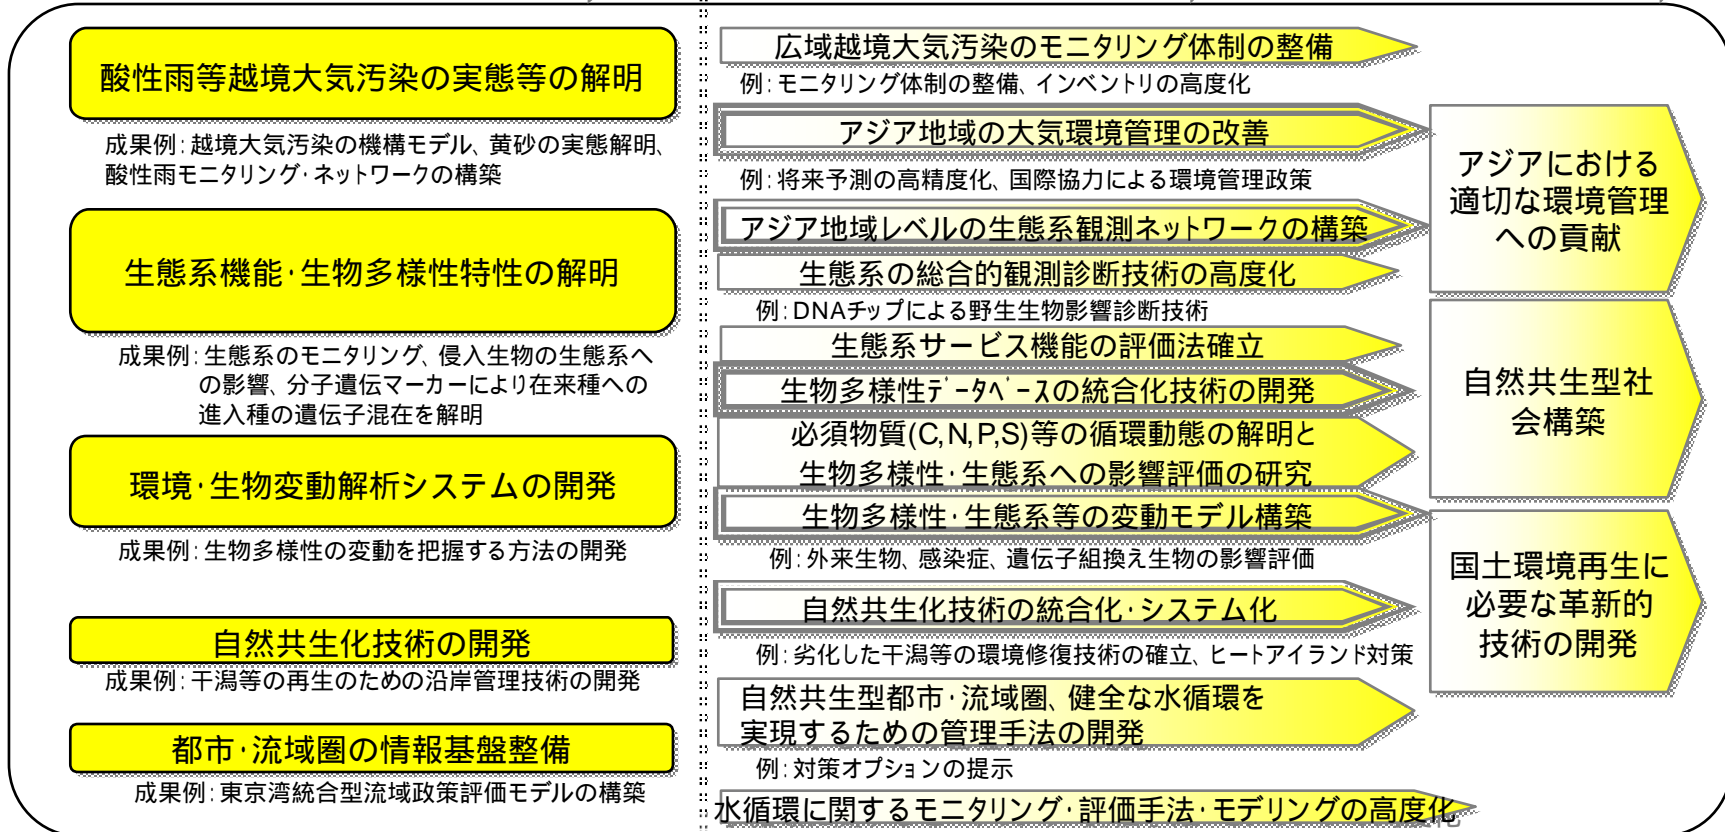 酸性雨等越境大気汚染の実態等の解明
成果例：越境大気汚染の機構モデル、黄砂の実態解明、
酸性雨モニタリング・ネットワークの構築
生態系機能・生物多様性特性の解明
成果例：生態系のモニタリング、侵入生物の生態系へ
の影響、分子遺伝マーカーにより在来種への
進入種の遺伝子混在を解明
環境・生物変動解析システムの開発
成果例：生物多様性の変動を把握する方法の開発
自然共生化技術の開発
成果例：干潟等の再生のための沿岸管理技術の開発
都市・流域圏の情報基盤整備
成果例：東京湾統合型流域政策評価モデルの構築
広域越境大気汚染のモニタリング体制の整備
例：モニタリング体制の整備、インベントリの高度化
アジア地域の大気環境管理の改善
例：将来予測の高精度化、国際協力による環境管理政策
アジア地域レベルの生態系観測ネットワークの構築
生態系の総合的観測診断技術の高度化
例：DNAチップによる野生生物影響診断技術
生態系サービス機能の評価法確立
生物多様性ﾃﾞｰﾀﾍﾞｰｽの統合化技術の開発
必須物質(C,N,P,S)等の循環動態の解明と
生物多様性・生態系への影響評価の研究
生物多様性・生態系等の変動モデル構築
例：外来生物、感染症、遺伝子組換え生物の影響評価
自然共生化技術の統合化・システム化
例：劣化した干潟等の環境修復技術の確立、ヒートアイランド対策
自然共生型都市・流域圏、健全な水循環を
実現するための管理手法の開発
例：対策オプションの提示
水循環に関するモニタリング・評価手法・モデリングの高度化
アジアにおける
適切な環境管理
への貢献
自然共生型社
会構築
国土環境再生に
必要な革新的
技術の開発